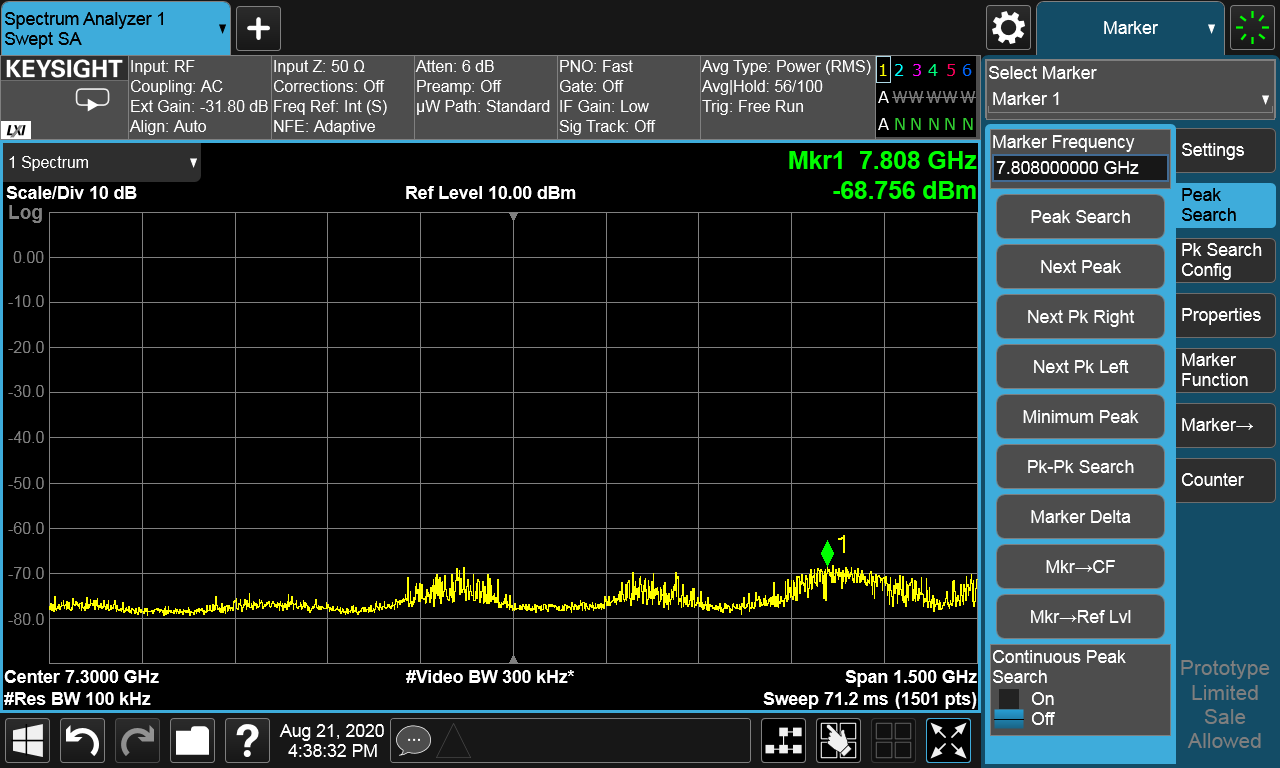 Spectrum Analyzer 1
Swept SA
Marker
KEYSIGHT
LXI
Input: RF
Coupling: AC
Ext Gain: -31.80 dB
Align: Auto
Input Z: 50 Ω
Corrections: Off
Freq Ref: Int (S)
NFE: Adaptive
Atten: 6 dB
Preamp: Off
µW Path: Standard
PNO: Fast
Gate: Off
IF Gain: Low
Sig Track: Off
Avg Type: Power (RMS)
Avg|Hold: 56/100
Trig: Free Run
1 2 3 4 5 6
A W W W W W
A N N N N N
Select Marker
Marker 1
1 Spectrum
Mkr1 7.808 GHz
-68.756 dBm
Scale/Div 10 dB
Ref Level 10.00 dBm
Log
0.00
-10.0
-20.0
-30.0
-40.0
-50.0
-60.0
-70.0
-80.0
1
Center 7.3000 GHz
#Video BW 300 kHz*
Span 1.500 GHz
#Res BW 100 kHz
Sweep 71.2 ms (1501 pts)
Marker Frequency
7.808000000 GHz
Peak Search
Next Peak
Next Pk Right
Next Pk Left
Minimum Peak
Pk-Pk Search
Marker Delta
Mkr→CF
Mkr→Ref Lvl
Continuous Peak
Search
On
Off
Settings
Peak
Search
Pk Search
Config
Properties
Marker
Function
Marker→
Counter
Prototype
Limited
Sale
Allowed
?
Aug 21, 2020
4:38:32 PM